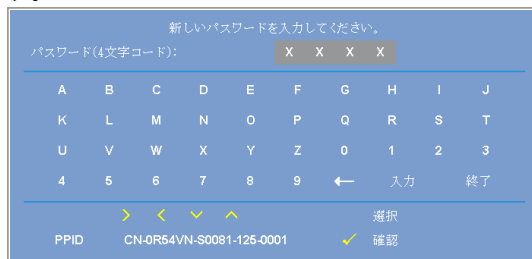 新しいパスワードを入力してください。
パスワード(4文字コード): X X X X
A B C D E F G H I J
K L M N O P Q R S T
U V W X Y Z 0 1 2 3
4 5 6 7 8 9 ← 入力 終了
選択
PPID CN-0R54VN-S0081-125-0001 ✓ 確認